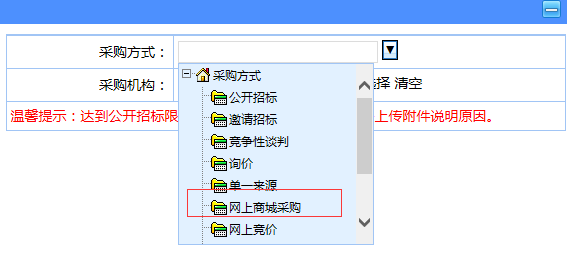 采购方式：
采购方式
公开招标
邀请招标
竞争性谈判
询价
单一来源
网上商城采购
网上竞价
采购机构：
择 清空
温馨提示：达到公开招标限
上传附件说明原因。